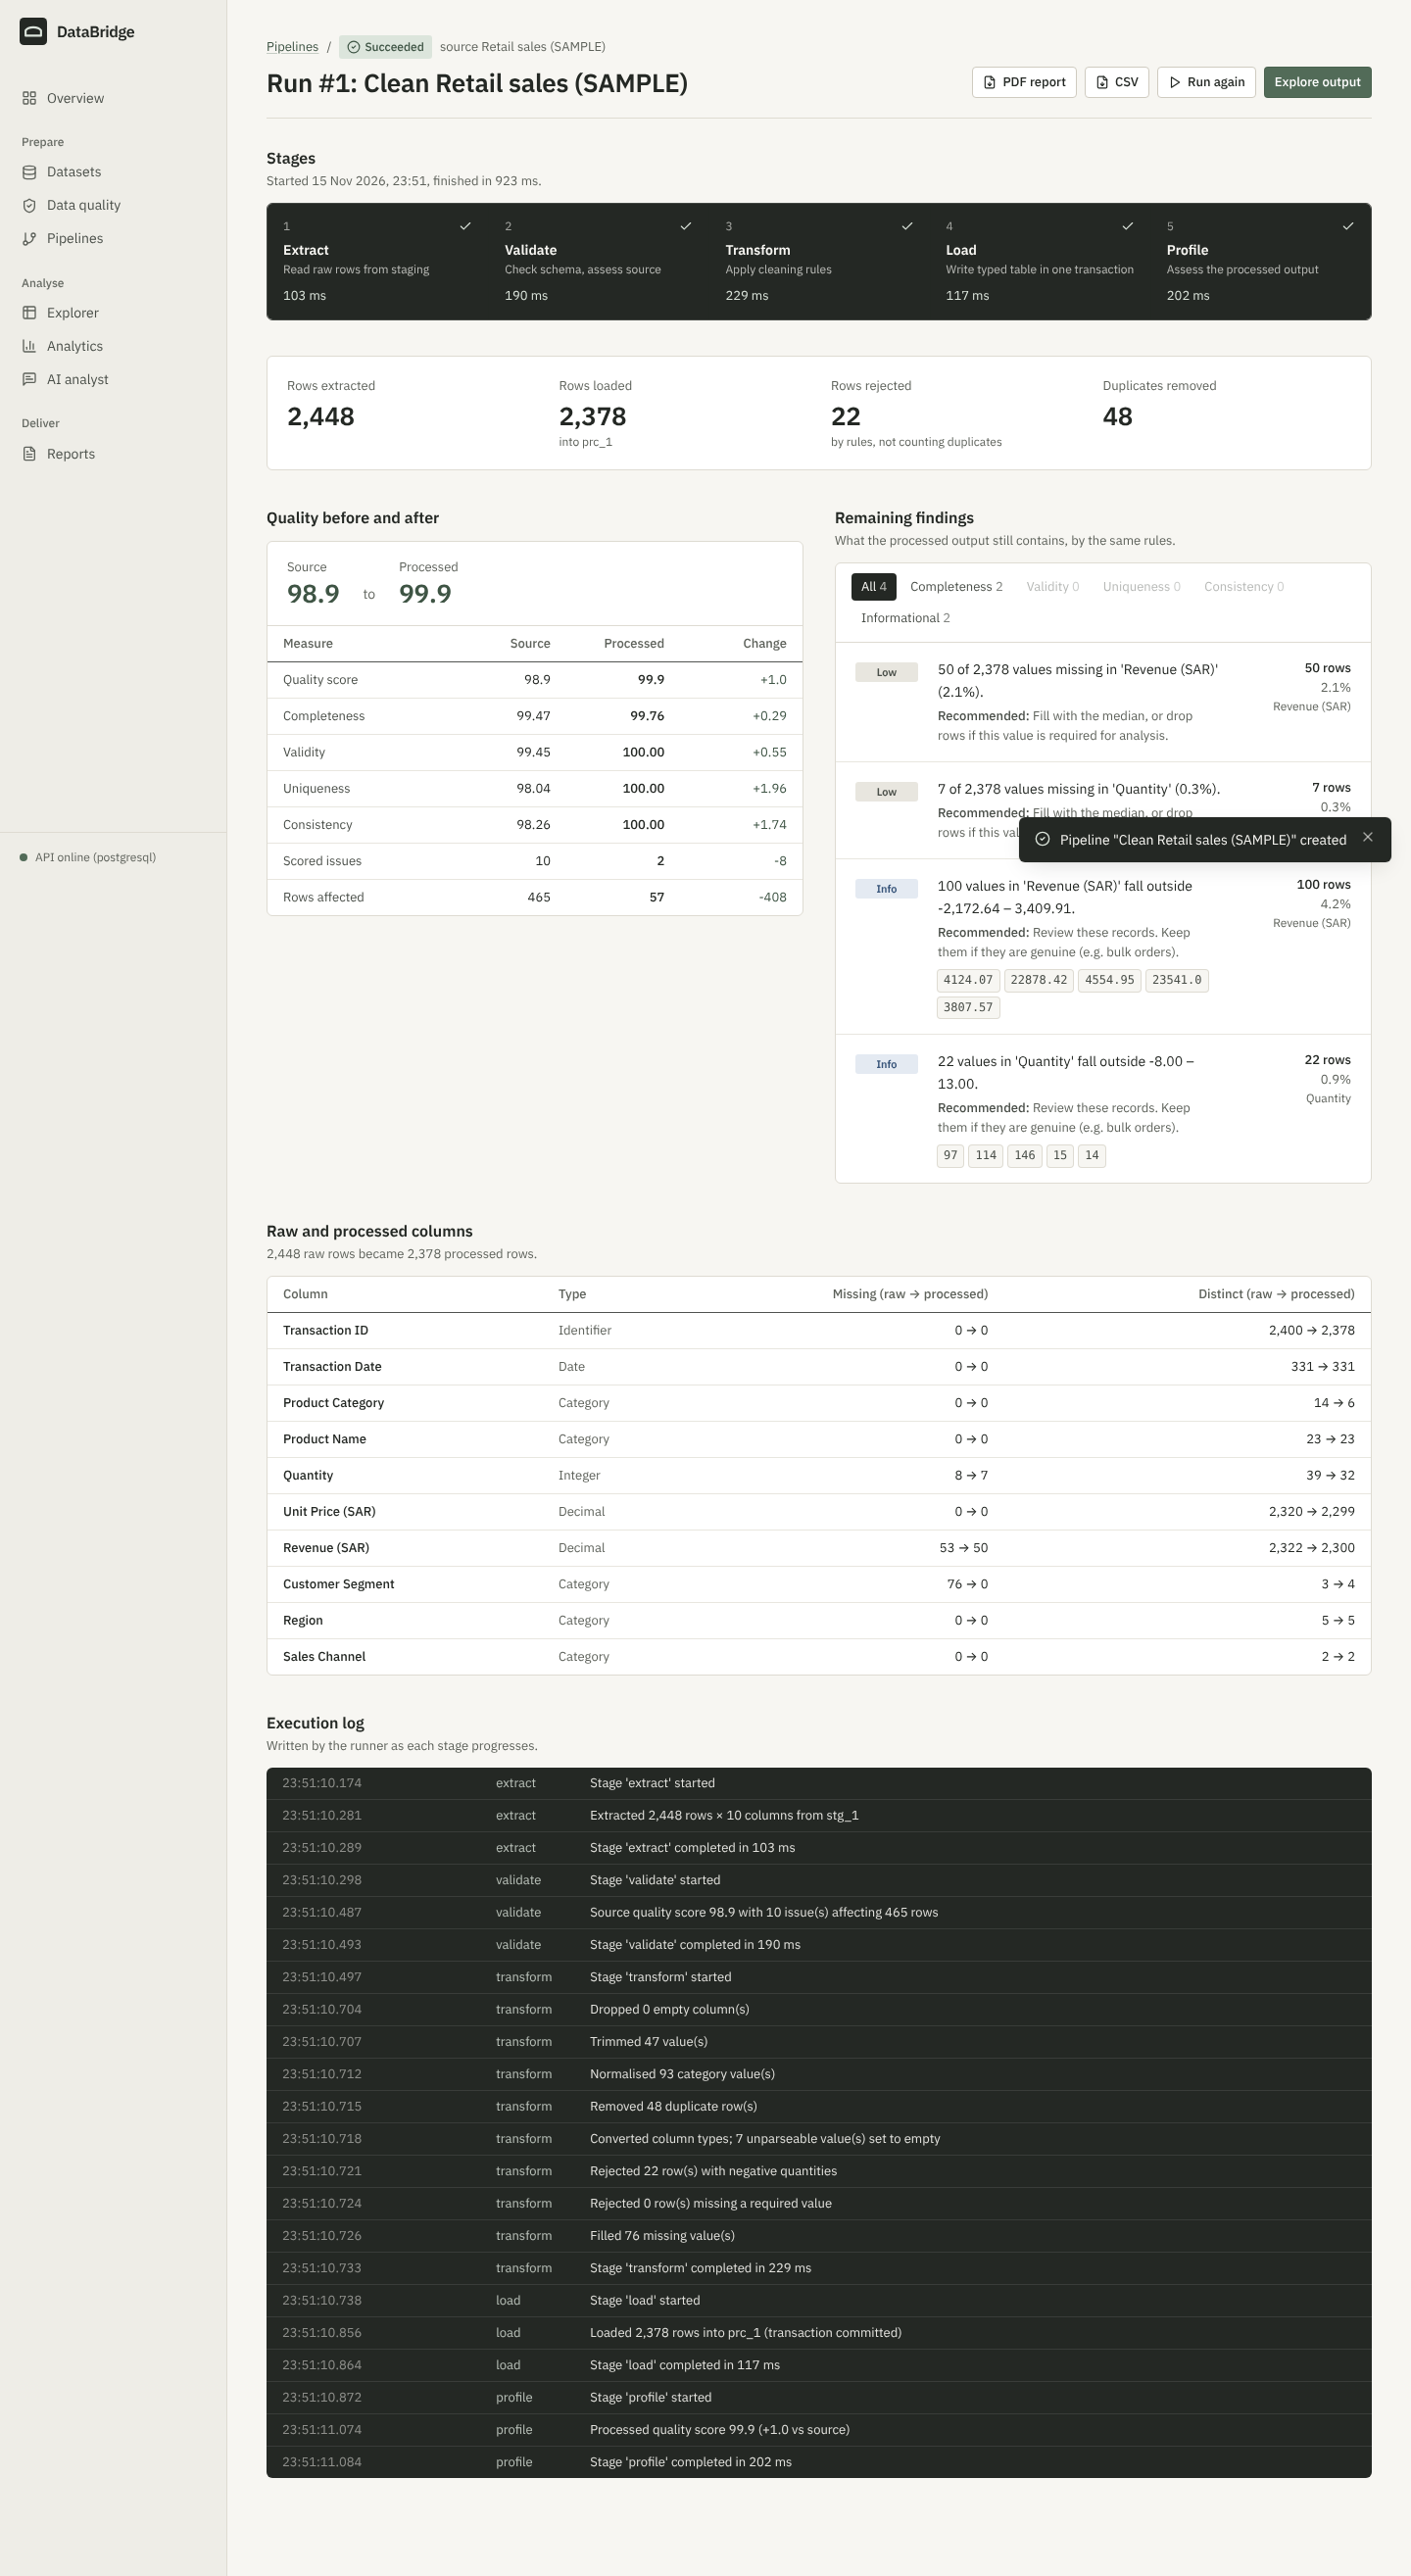 DataBridge
Overview
Prepare
Datasets
Data quality
Pipelines
Analyse
Explorer
Analytics
AI analyst
Deliver
Reports
API online (postgresql)
Pipelines / Succeeded source Retail sales (SAMPLE)
Run #1: Clean Retail sales (SAMPLE)
PDF report CSV Run again Explore output
Stages
Started 15 Nov 2026, 23:51, finished in 923 ms.
1 2 3 4 5
Extract Validate Transform Load Profile
Read raw rows from staging Check schema, assess source Apply cleaning rules Write typed table in one transaction Assess the processed output
103 ms 190 ms 229 ms 117 ms 202 ms
Rows extracted Rows loaded Rows rejected Duplicates removed
2,448 2,378 22 48
into prc_1 by rules, not counting duplicates
Quality before and after
Source Processed
98.9 to 99.9
Measure Source Processed Change
Quality score 98.9 99.9 +1.0
Completeness 99.47 99.76 +0.29
Validity 99.45 100.00 +0.55
Uniqueness 98.04 100.00 +1.96
Consistency 98.26 100.00 +1.74
Scored issues 10 2 -8
Rows affected 465 57 -408
Remaining findings
What the processed output still contains, by the same rules.
All 4 Completeness 2 Validity 0 Uniqueness 0 Consistency 0
Informational 2
Low 50 of 2,378 values missing in 'Revenue (SAR)' 50 rows
(2.1%). 2.1%
Revenue (SAR)
Recommended: Fill with the median, or drop
rows if this value is required for analysis.
Low 7 of 2,378 values missing in 'Quantity' (0.3%). 7 rows
Recommended: Fill with the median, or drop 0.3%
rows if this val
Pipeline "Clean Retail sales (SAMPLE)" created
Info 100 values in 'Revenue (SAR)' fall outside 100 rows
-2,172.64 – 3,409.91. 4.2%
Revenue (SAR)
Recommended: Review these records. Keep
them if they are genuine (e.g. bulk orders).
4124.07 22878.42 4554.95 23541.0
3807.57
Info 22 values in 'Quantity' fall outside -8.00 – 22 rows
13.00. 0.9%
Quantity
Recommended: Review these records. Keep
them if they are genuine (e.g. bulk orders).
97 114 146 15 14
Raw and processed columns
2,448 raw rows became 2,378 processed rows.
Column Type Missing (raw → processed) Distinct (raw → processed)
Transaction ID Identifier 0 → 0 2,400 → 2,378
Transaction Date Date 0 → 0 331 → 331
Product Category Category 0 → 0 14 → 6
Product Name Category 0 → 0 23 → 23
Quantity Integer 8 → 7 39 → 32
Unit Price (SAR) Decimal 0 → 0 2,320 → 2,299
Revenue (SAR) Decimal 53 → 50 2,322 → 2,300
Customer Segment Category 76 → 0 3 → 4
Region Category 0 → 0 5 → 5
Sales Channel Category 0 → 0 2 → 2
Execution log
Written by the runner as each stage progresses.
23:51:10.174 extract Stage 'extract' started
23:51:10.281 extract Extracted 2,448 rows × 10 columns from stg_1
23:51:10.289 extract Stage 'extract' completed in 103 ms
23:51:10.298 validate Stage 'validate' started
23:51:10.487 validate Source quality score 98.9 with 10 issue(s) affecting 465 rows
23:51:10.493 validate Stage 'validate' completed in 190 ms
23:51:10.497 transform Stage 'transform' started
23:51:10.704 transform Dropped 0 empty column(s)
23:51:10.707 transform Trimmed 47 value(s)
23:51:10.712 transform Normalised 93 category value(s)
23:51:10.715 transform Removed 48 duplicate row(s)
23:51:10.718 transform Converted column types; 7 unparseable value(s) set to empty
23:51:10.721 transform Rejected 22 row(s) with negative quantities
23:51:10.724 transform Rejected 0 row(s) missing a required value
23:51:10.726 transform Filled 76 missing value(s)
23:51:10.733 transform Stage 'transform' completed in 229 ms
23:51:10.738 load Stage 'load' started
23:51:10.856 load Loaded 2,378 rows into prc_1 (transaction committed)
23:51:10.864 load Stage 'load' completed in 117 ms
23:51:10.872 profile Stage 'profile' started
23:51:11.074 profile Processed quality score 99.9 (+1.0 vs source)
23:51:11.084 profile Stage 'profile' completed in 202 ms